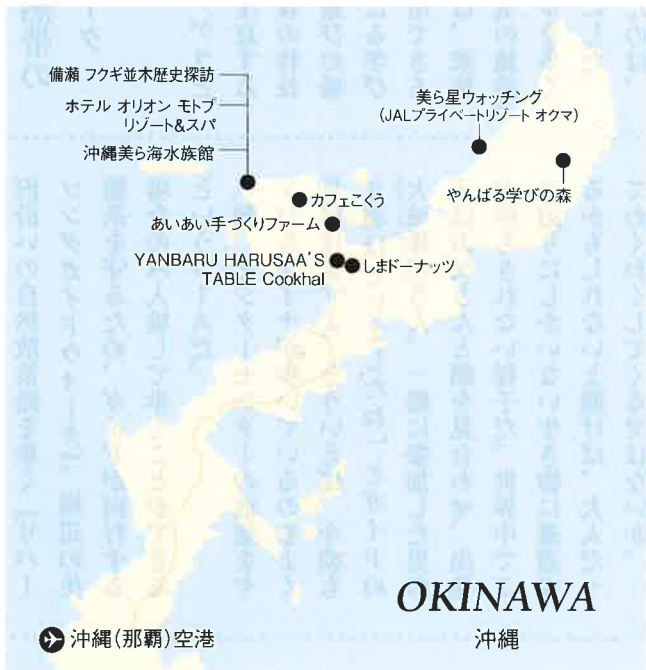 備瀬 フクギ並木歴史探訪
ホテル オリオン モトブ
リゾート&スパ
沖縄美ら海水族館
美ら星ウォッチング
(JALプライベートリゾート オクマ)
やんばる学びの森
カフェこくう
あいあい手づくりファーム
YANBARU HARUSAA'S
TABLE Cookhal
しまドーナッツ
OKINAWA
沖縄
沖縄(那覇)空港